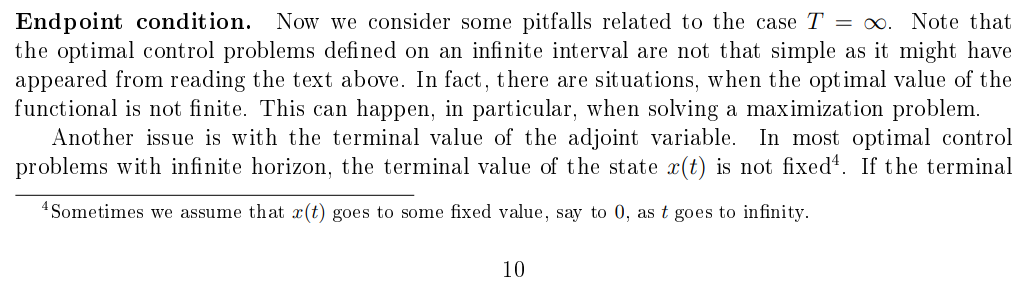 Endpoint condition. Now we consider some pitfalls related to the case T = ∞. Note that
the optimal control problems defined on an infinite interval are not that simple as it might have
appeared from reading the text above. In fact, there are situations, when the optimal value of the
functional is not finite. This can happen, in particular, when solving a maximization problem.
Another issue is with the terminal value of the adjoint variable. In most optimal control
problems with infinite horizon, the terminal value of the state x(t) is not fixed⁴. If the terminal
⁴Sometimes we assume that x(t) goes to some fixed value, say to 0, as t goes to infinity.
10